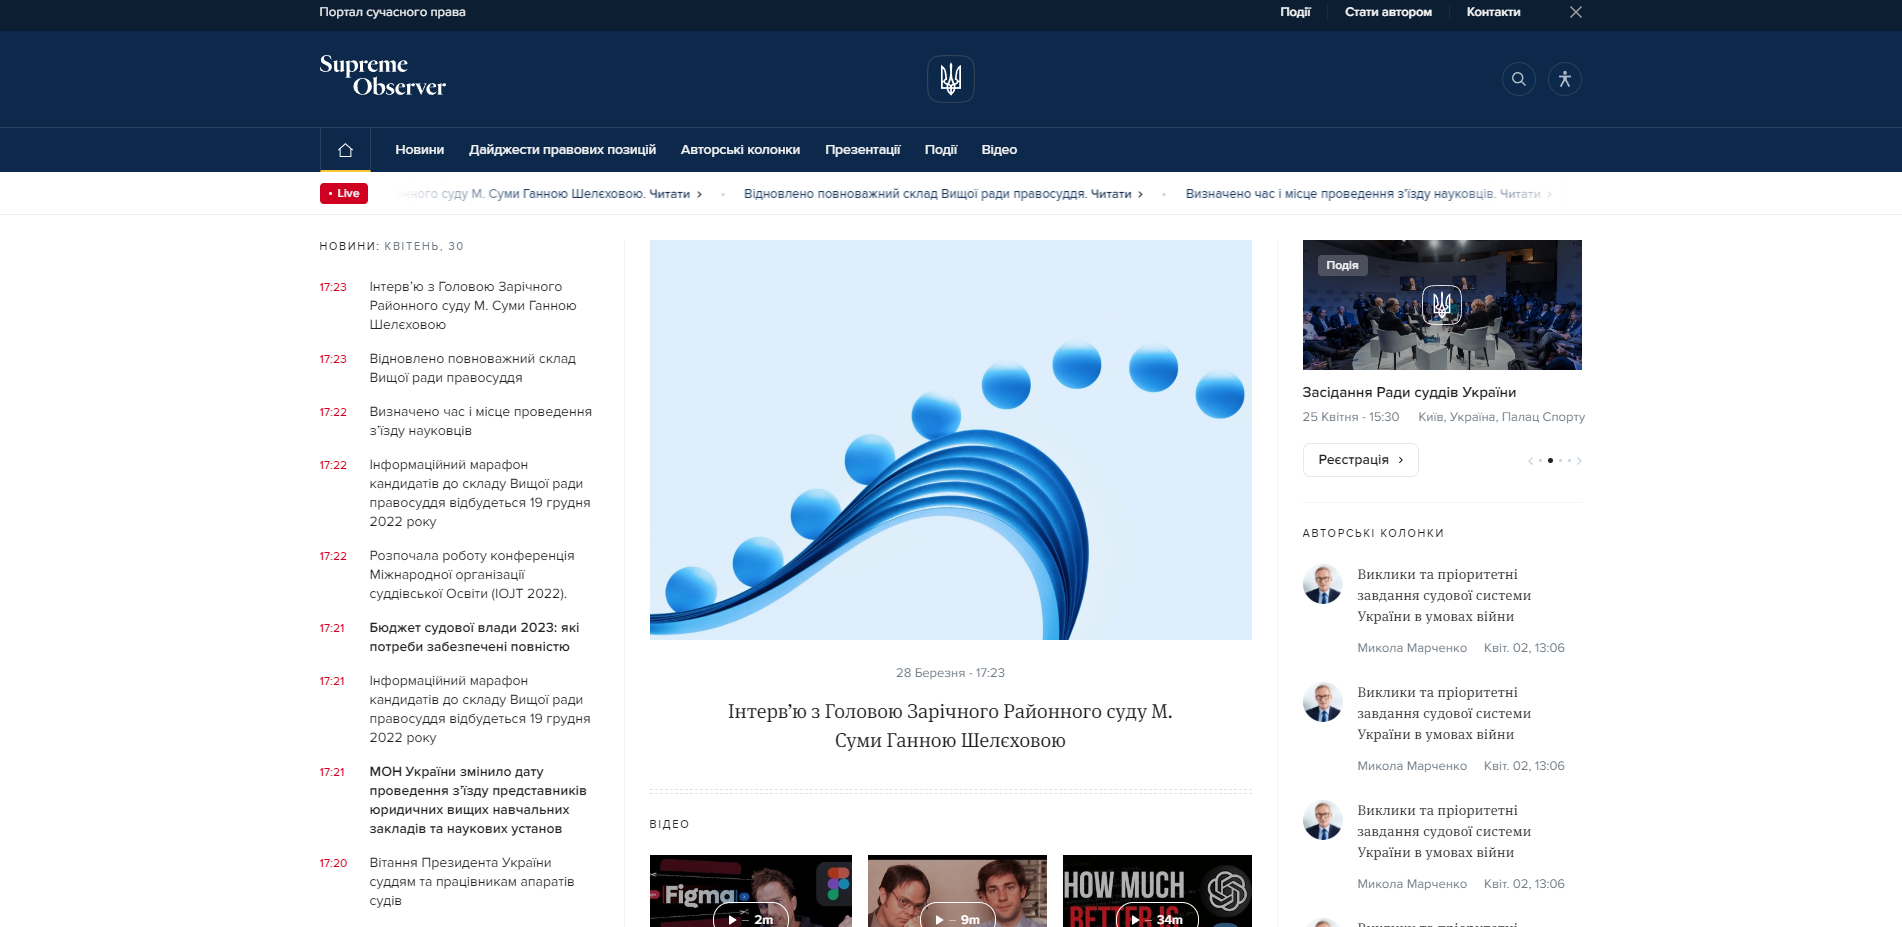 Портал сучасного права
Події
Стати автором
Контакти
Supreme
Observer
Новини
Дайджести правових позицій
Авторські колонки
Презентації
Події
Відео
Live
нного суду М. Суми Ганною Шелєховою. Читати
Відновлено повноважний склад Вищої ради правосуддя. Читати
Визначено час і місце проведення з’їзду науковців. Читати
НОВИНИ: КВІТЕНЬ, 30
17:23
Інтерв’ю з Головою Зарічного
Районного суду М. Суми Ганною
Шелєховою
17:23
Відновлено повноважний склад
Вищої ради правосуддя
17:22
Визначено час і місце проведення
з’їзду науковців
17:22
Інформаційний марафон
кандидатів до складу Вищої ради
правосуддя відбудеться 19 грудня
2022 року
17:22
Розпочала роботу конференція
Міжнародної організації
суддівської Освіти (IOJT 2022).
17:21
Бюджет судової влади 2023: які
потреби забезпечені повністю
17:21
Інформаційний марафон
кандидатів до складу Вищої ради
правосуддя відбудеться 19 грудня
2022 року
17:21
МОН України змінило дату
проведення з’їзду представників
юридичних вищих навчальних
закладів та наукових установ
17:20
Вітання Президента України
суддям та працівникам апаратів
судів
28 Березня - 17:23
Інтерв’ю з Головою Зарічного Районного суду М.
Суми Ганною Шелєховою
ВІДЕО
Figma
2m
9m
HOW MUCH
BETTER IS
34m
Подія
Засідання Ради суддів України
25 Квітня - 15:30
Київ, Україна, Палац Спорту
Реєстрація
АВТОРСЬКІ КОЛОНКИ
Виклики та пріоритетні
завдання судової системи
України в умовах війни
Микола Марченко
Квіт. 02, 13:06
Виклики та пріоритетні
завдання судової системи
України в умовах війни
Микола Марченко
Квіт. 02, 13:06
Виклики та пріоритетні
завдання судової системи
України в умовах війни
Микола Марченко
Квіт. 02, 13:06
Виклики та пріоритетні